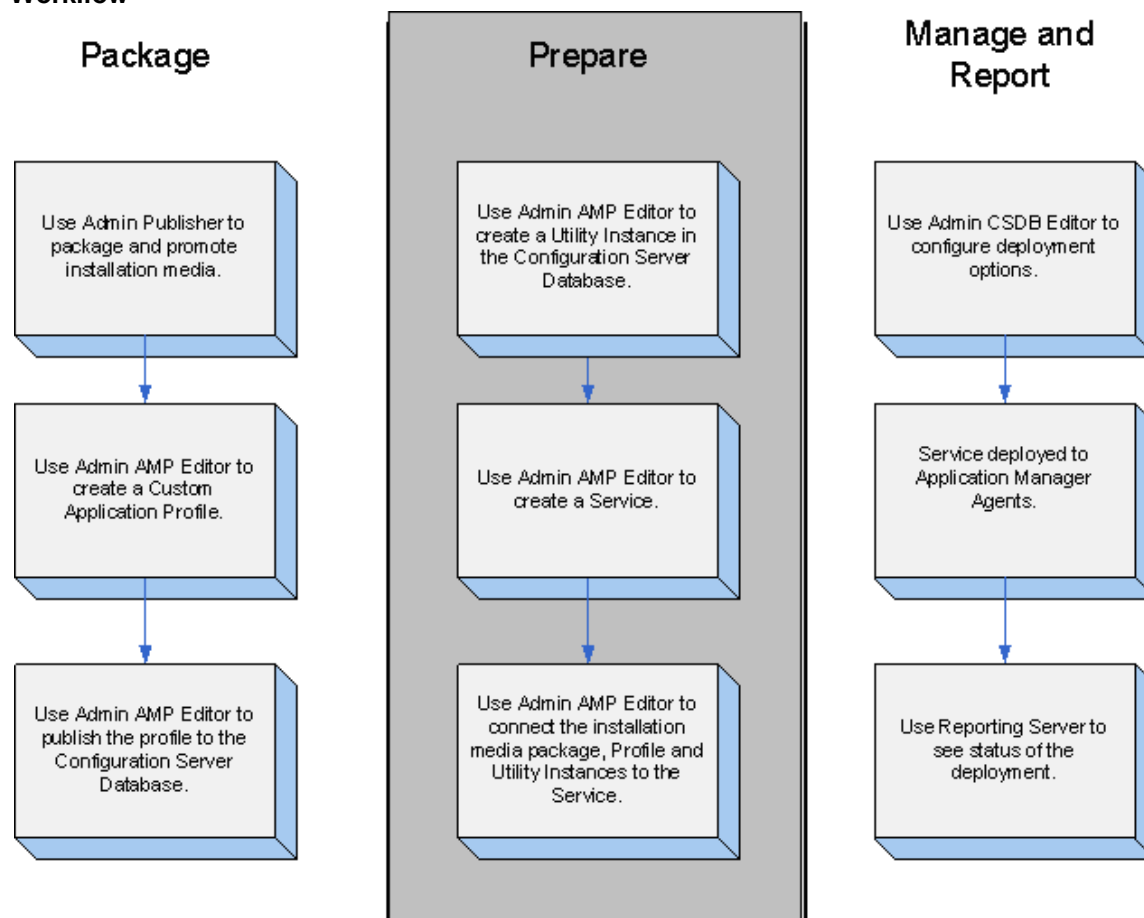 Workflow
Package
Use Admin Publisher to
package and promote
installation media.
Use Admin AMP Editor to
create a Custom
Application Profile.
Use Admin AMP Editor to
publish the profile to the
Configuration Server
Database.
Prepare
Use Admin AMP Editor to
create a Utility Instance in
the Configuration Server
Database.
Use Admin AMP Editor to
create a Service.
Use Admin AMP Editor to
connect the installation
media package, Profile and
Utility Instances to the
Service.
Manage and
Report
Use Admin CSDB Editor to
configure deployment
options.
Service deployed to
Application Manager
Agents.
Use Reporting Server to
see status of the
deployment.